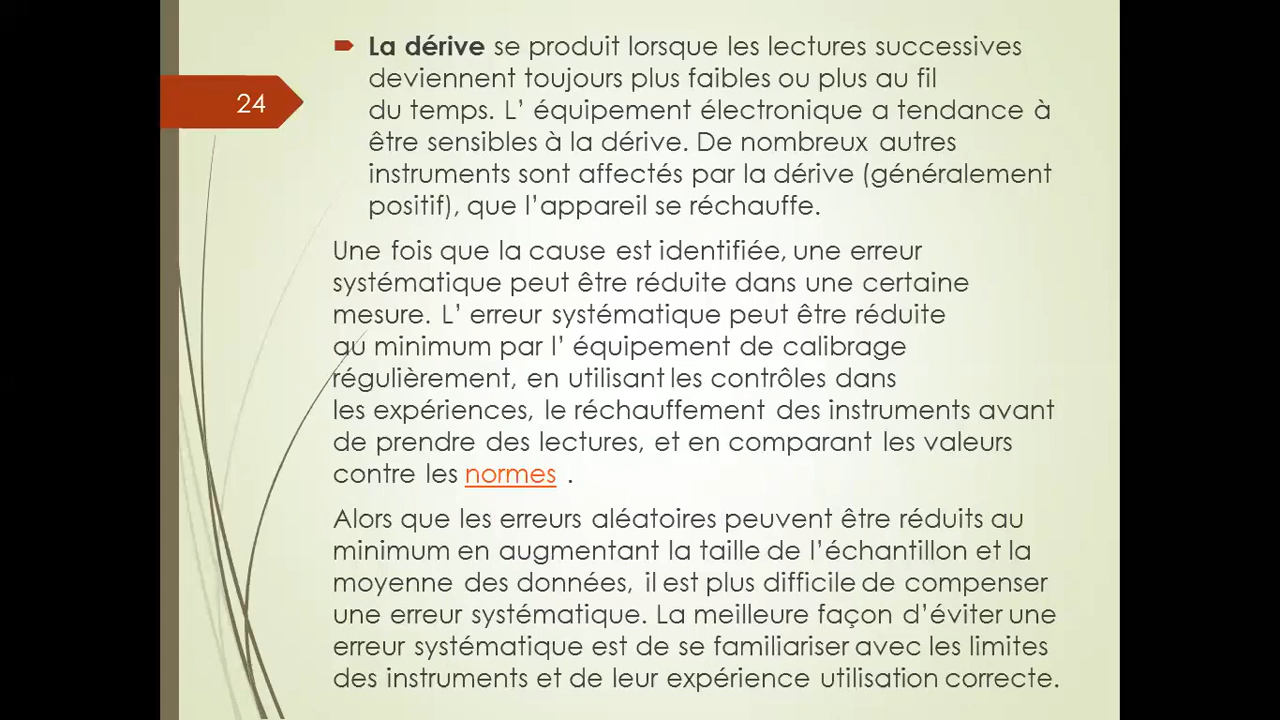 24
La dérive se produit lorsque les lectures successives
deviennent toujours plus faibles ou plus au fil
du temps. L’ équipement électronique a tendance à
être sensibles à la dérive. De nombreux autres
instruments sont affectés par la dérive (généralement
positif), que l’appareil se réchauffe.
Une fois que la cause est identifiée, une erreur
systématique peut être réduite dans une certaine
mesure. L’ erreur systématique peut être réduite
au minimum par l’ équipement de calibrage
régulièrement, en utilisant les contrôles dans
les expériences, le réchauffement des instruments avant
de prendre des lectures, et en comparant les valeurs
contre les normes .
Alors que les erreurs aléatoires peuvent être réduits au
minimum en augmentant la taille de l’échantillon et la
moyenne des données, il est plus difficile de compenser
une erreur systématique. La meilleure façon d’éviter une
erreur systématique est de se familiariser avec les limites
des instruments et de leur expérience utilisation correcte.